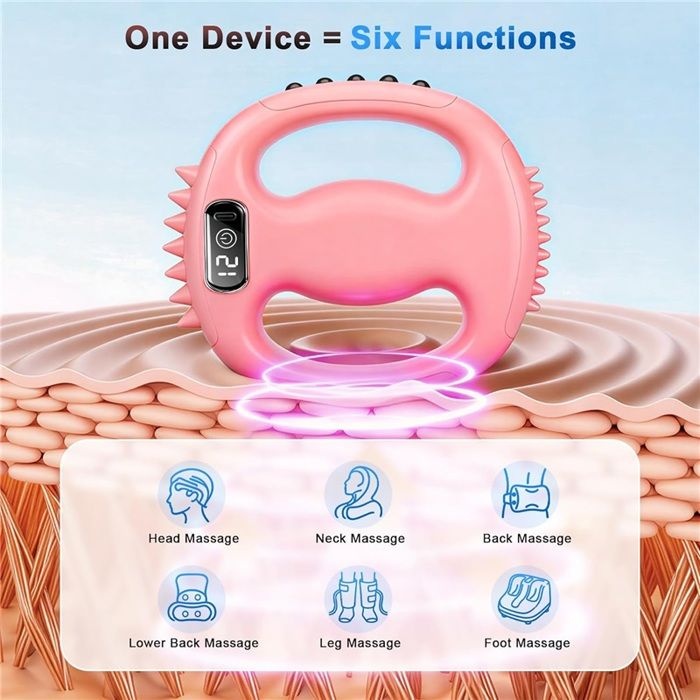 One Device = Six Functions
12
Head Massage
Neck Massage
Back Massage
Lower Back Massage
Leg Massage
Foot Massage